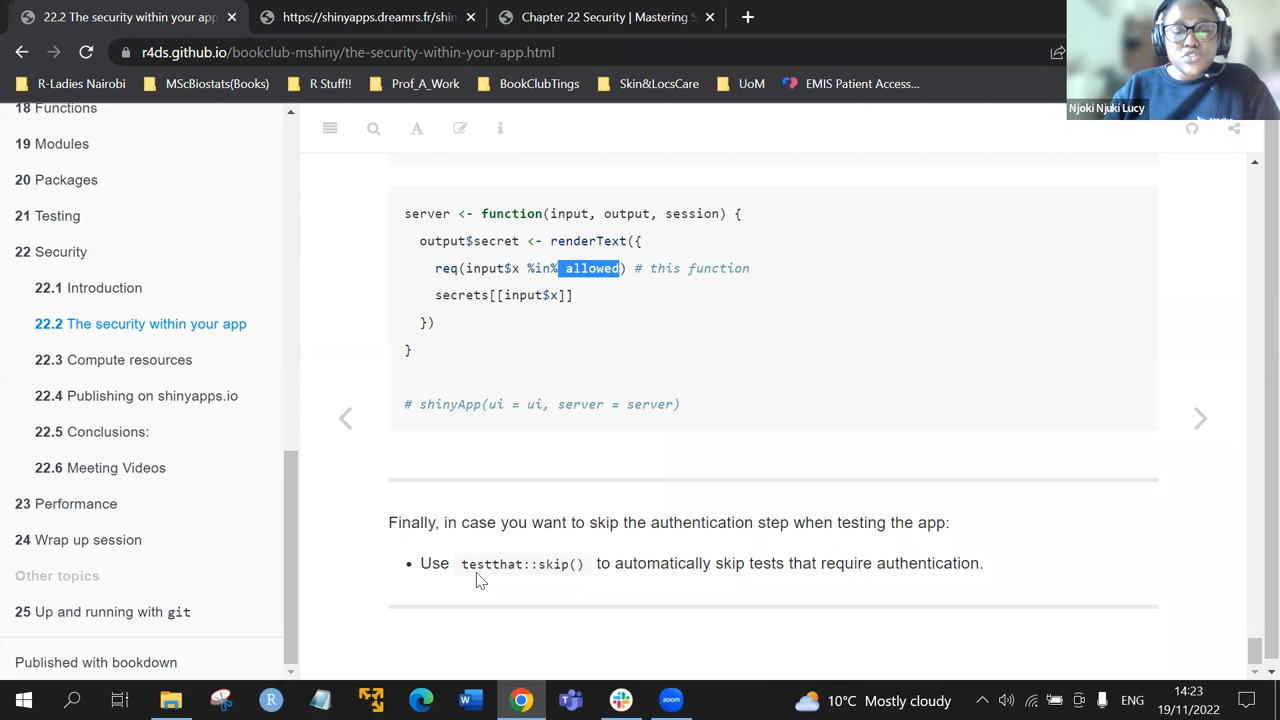 22.2 The security within your app
https://shinyapps.dreamrs.fr/shin
Chapter 22 Security | Mastering S
r4ds.github.io/bookclub-mshiny/the-security-within-your-app.html
R-Ladies Nairobi
MScBiostats(Books)
R Stuff!!
Prof_A_Work
BookClubTings
Skin&LocsCare
UoM
EMIS Patient Access...
Njoki Njuki Lucy
18 Functions
19 Modules
20 Packages
21 Testing
22 Security
22.1 Introduction
22.2 The security within your app
22.3 Compute resources
22.4 Publishing on shinyapps.io
22.5 Conclusions:
22.6 Meeting Videos
23 Performance
24 Wrap up session
Other topics
25 Up and running with git
Published with bookdown
server <- function(input, output, session) {
output$secret <- renderText({
req(input$x %in% allowed) # this function
secrets[[input$x]]
})
}
# shinyApp(ui = ui, server = server)
Finally, in case you want to skip the authentication step when testing the app:
• Use testthat::skip() to automatically skip tests that require authentication.
zoom
10°C Mostly cloudy
ENG
14:23
19/11/2022